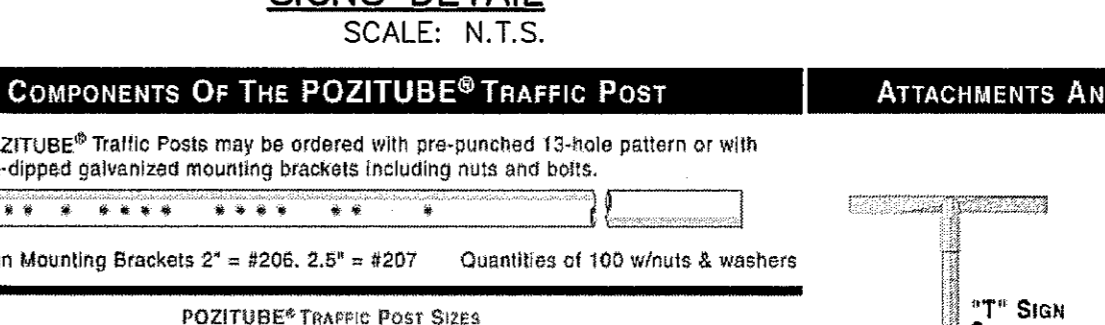 SIGNS DETAIL
SCALE: N.T.S.
COMPONENTS OF THE POZITUBE® TRAFFIC POST
ZITUBE® Traffic Posts may be ordered with pre-punched 13-hole pattern or with
-dipped galvanized mounting brackets including nuts and bolts.
n Mounting Brackets 2" = #206. 2.5" = #207 Quantities of 100 w/nuts & washers
POZITUBE® TRAFFIC POST SIZES
ATTACHMENTS AN
"T" SIGN